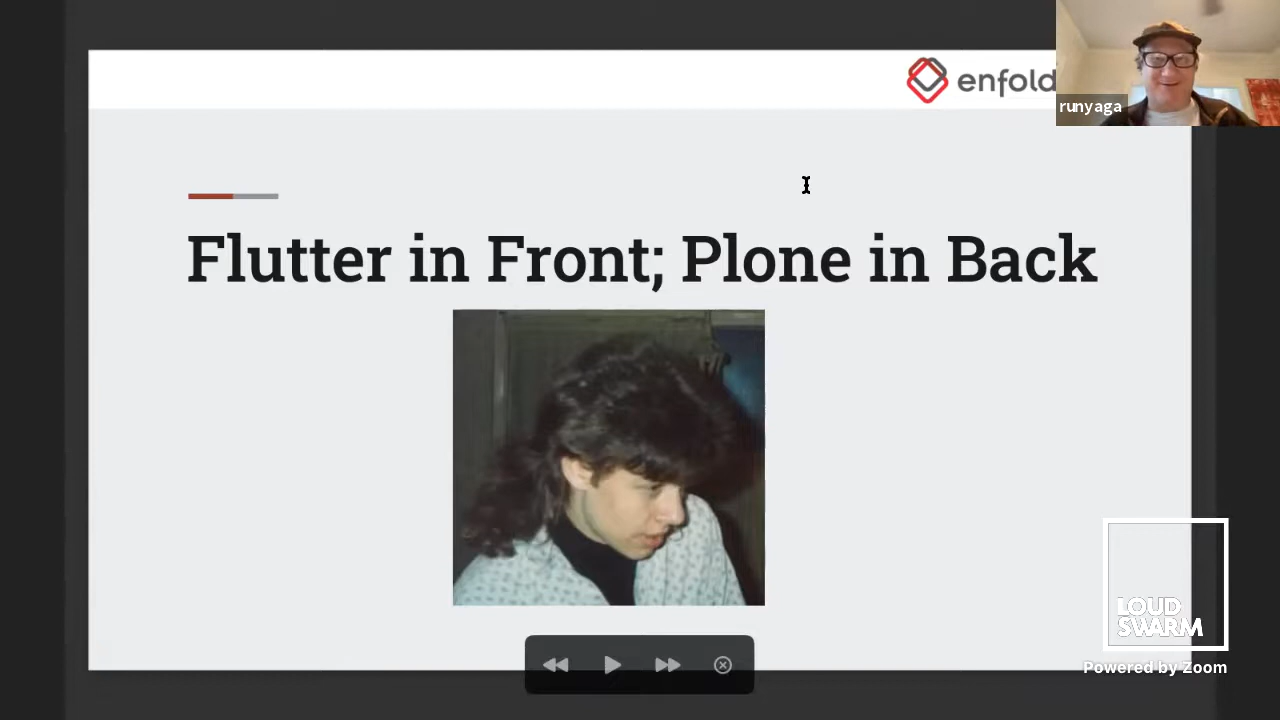 enfold
runyaga
Flutter in Front; Plone in Back
LOUD
SWARM
Powered by Zoom